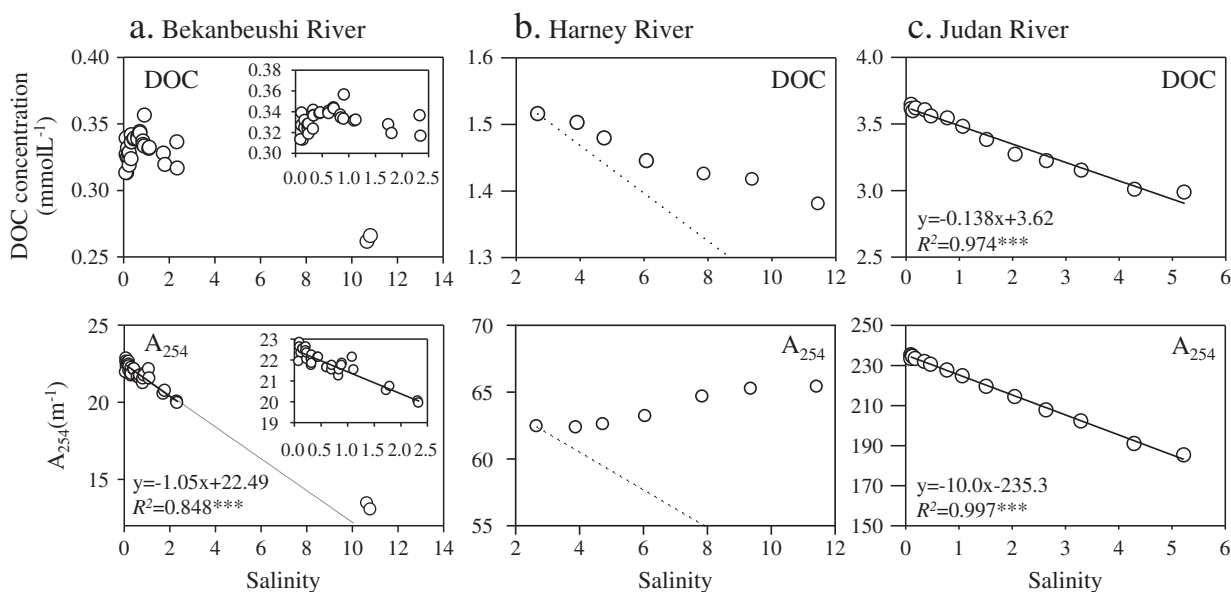 a. Bekanbeushi River
b. Harney River
c. Judan River
DOC concentration
(mmolL⁻¹)
0.40
0.35
0.30
0.25
DOC
0.38
0.36
0.34
0.32
0.30
0.0 0.5 1.0 1.5 2.0 2.5
0 2 4 6 8 10 12 14
1.6
1.5
1.4
1.3
DOC
2 4 6 8 10 12
4.0
3.5
3.0
2.5
DOC
y=-0.138x+3.62
R²=0.974***
0 1 2 3 4 5 6
A₂₅₄(m⁻¹)
25
23
20
15
A₂₅₄
23
22
21
20
19
0.0 0.5 1.0 1.5 2.0 2.5
y=-1.05x+22.49
R²=0.848***
0 2 4 6 8 10 12 14
Salinity
70
65
60
55
A₂₅₄
2 4 6 8 10 12
Salinity
250
230
210
190
170
150
A₂₅₄
y=-10.0x-235.3
R²=0.997***
0 1 2 3 4 5 6
Salinity